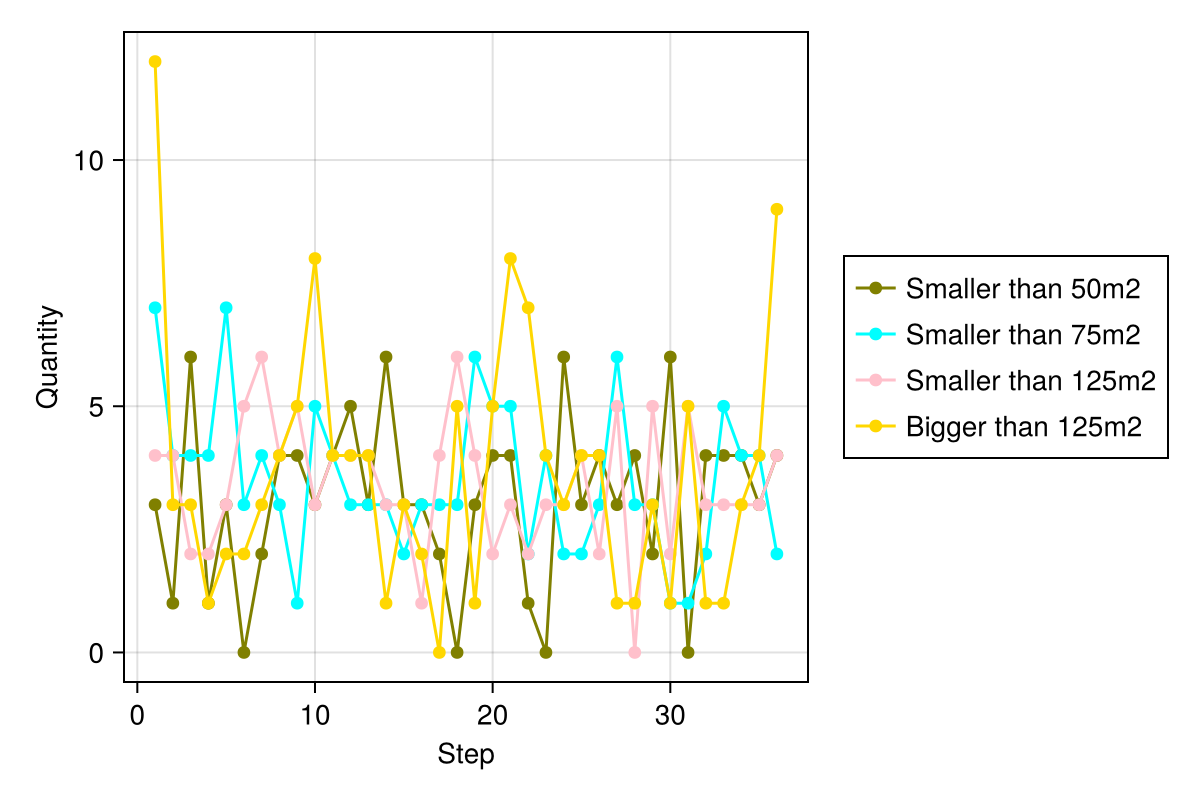 10
5
0
Quantity
0 10 20 30
Step
Smaller than 50m2
Smaller than 75m2
Smaller than 125m2
Bigger than 125m2